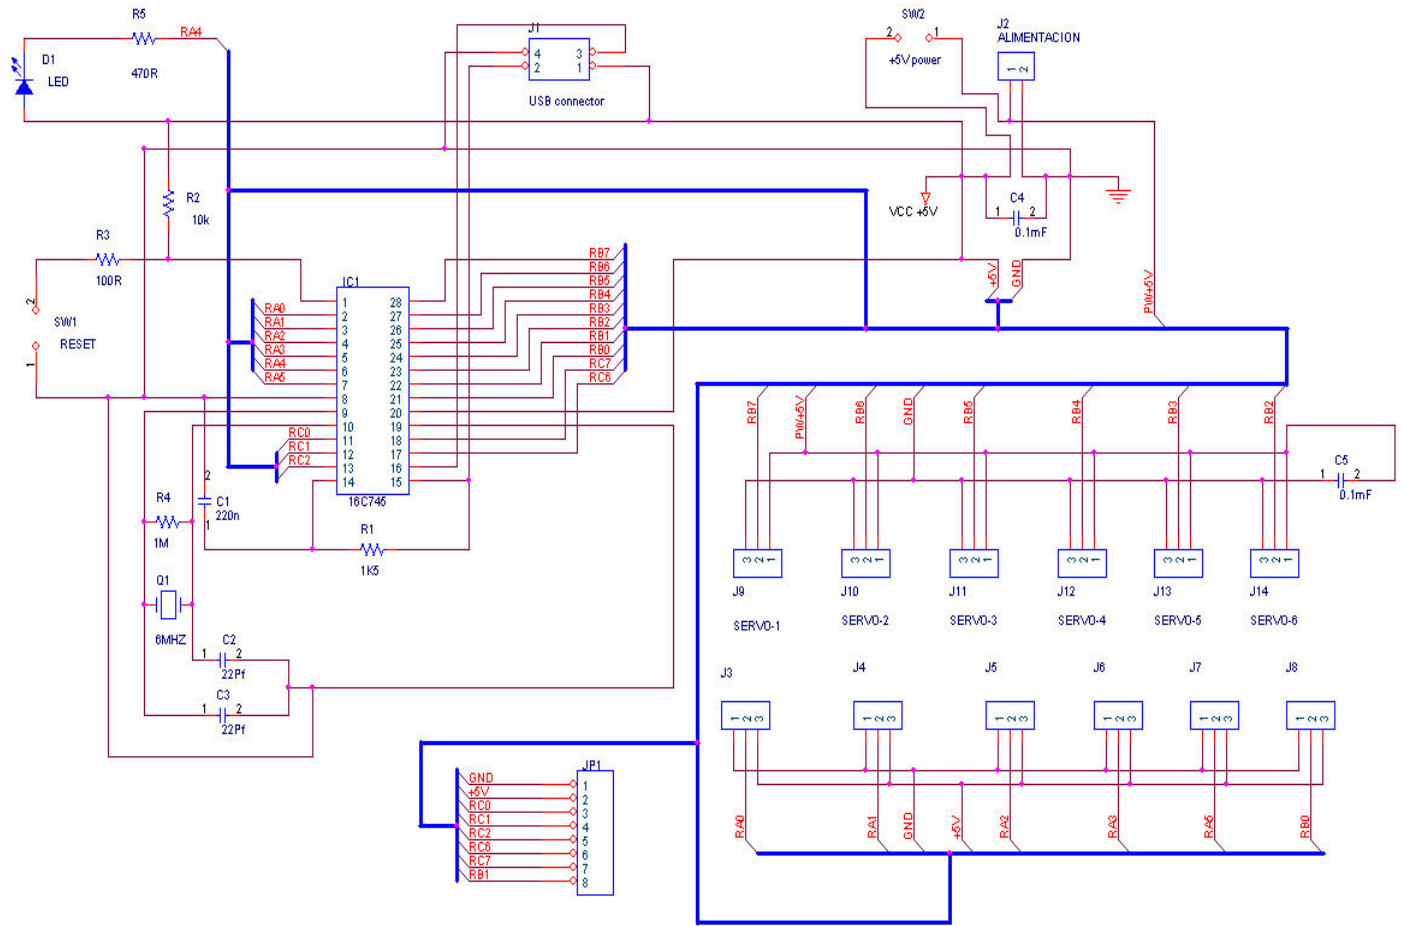 R5
RA4
470R
D1
LED
J1
4
3
2
1
USB connector
SW2
2
1
+5V power
J2
ALIMENTACION
1
2
R2
10k
R3
100R
VCC +5V
C4
1
2
0.1mF
+5V
GND
PW+5V
2
SW1
RESET
1
IC1
RA0
RA1
RA2
RA3
RA4
RA5
RC0
RC1
RC2
1
2
3
4
5
6
7
8
9
10
11
12
13
14
28
27
26
25
24
23
22
21
20
19
18
17
16
15
16C745
RB7
RB6
RB5
RB4
RB3
RB2
RB1
RB0
RC7
RC6
2
C1
220n
1
R4
1M
R1
1K5
Q1
6MHZ
C2
1
2
22Pf
C3
1
2
22Pf
RB7
PW+5V
RB6
GND
RB5
RB4
RB3
RB2
C5
1
2
0.1mF
3 2 1
3 2 1
3 2 1
3 2 1
3 2 1
3 2 1
J9
J10
J11
J12
J13
J14
SERVO-1
SERVO-2
SERVO-3
SERVO-4
SERVO-5
SERVO-6
J3
J4
J5
J6
J7
J8
1 2 3
1 2 3
1 2 3
1 2 3
1 2 3
1 2 3
RA0
RA1
GND
+5V
RA2
RA3
RA5
RB0
JP1
GND
1
+5V
2
RC0
3
RC1
4
RC2
5
RC6
6
RC7
7
RB1
8